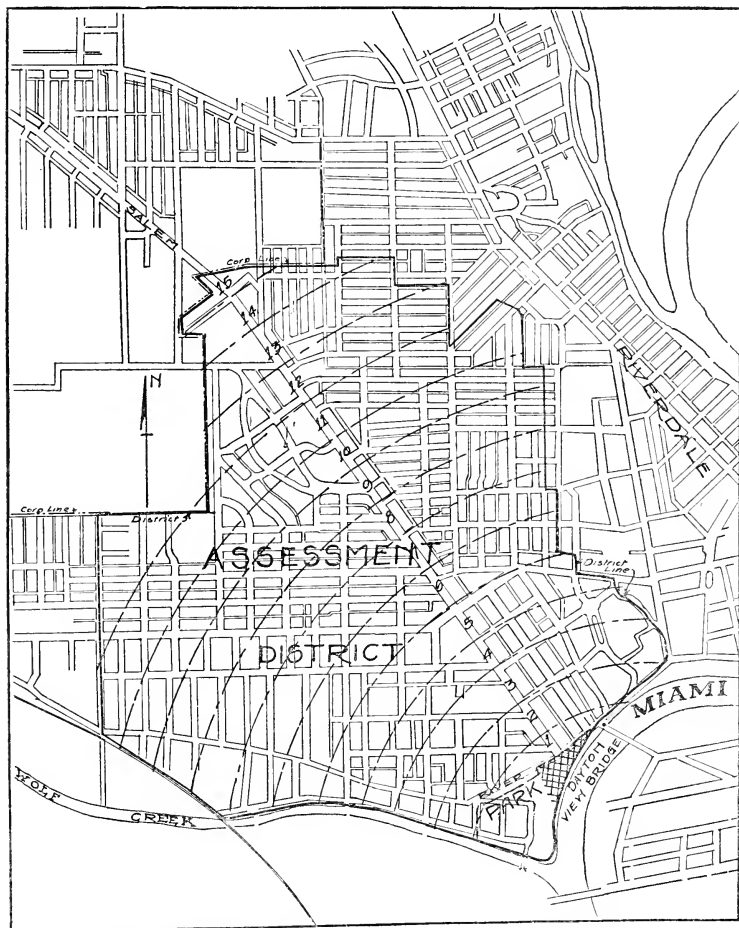 SALEM
Corp Line
15
14
13
12
11
10
9
8
N
RIVERDALE
Corp Line
District
ASSESSMENT
6
District
Line
5
4
DISTRICT
3
2
1
MIAMI
RIVER
PARK
DAYTON
VIEW BRIDGE
WOLF
CREEK